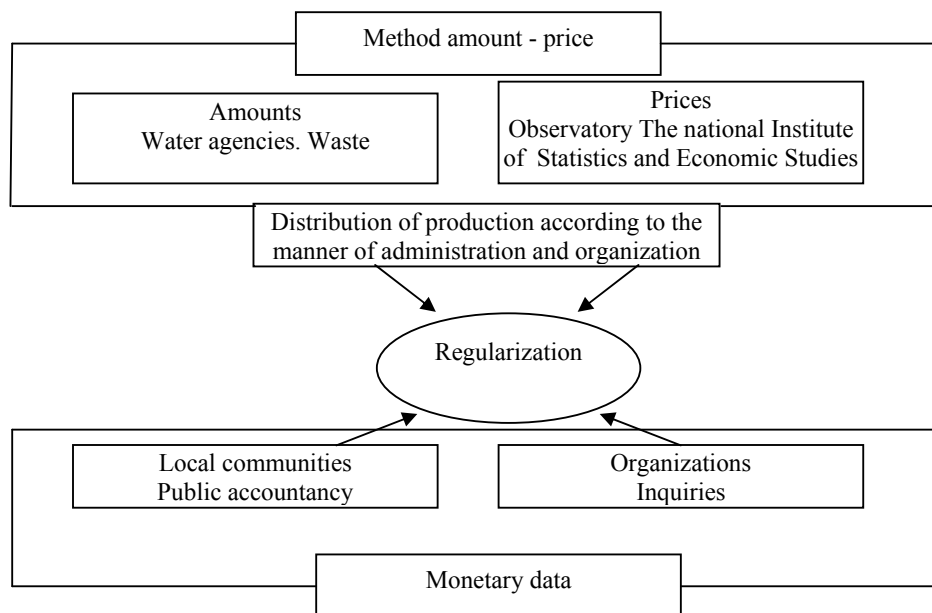 Method amount - price
Amounts
Water agencies. Waste
Prices
Observatory The national Institute
of Statistics and Economic Studies
Distribution of production according to the
manner of administration and organization
Regularization
Local communities
Public accountancy
Organizations
Inquiries
Monetary data